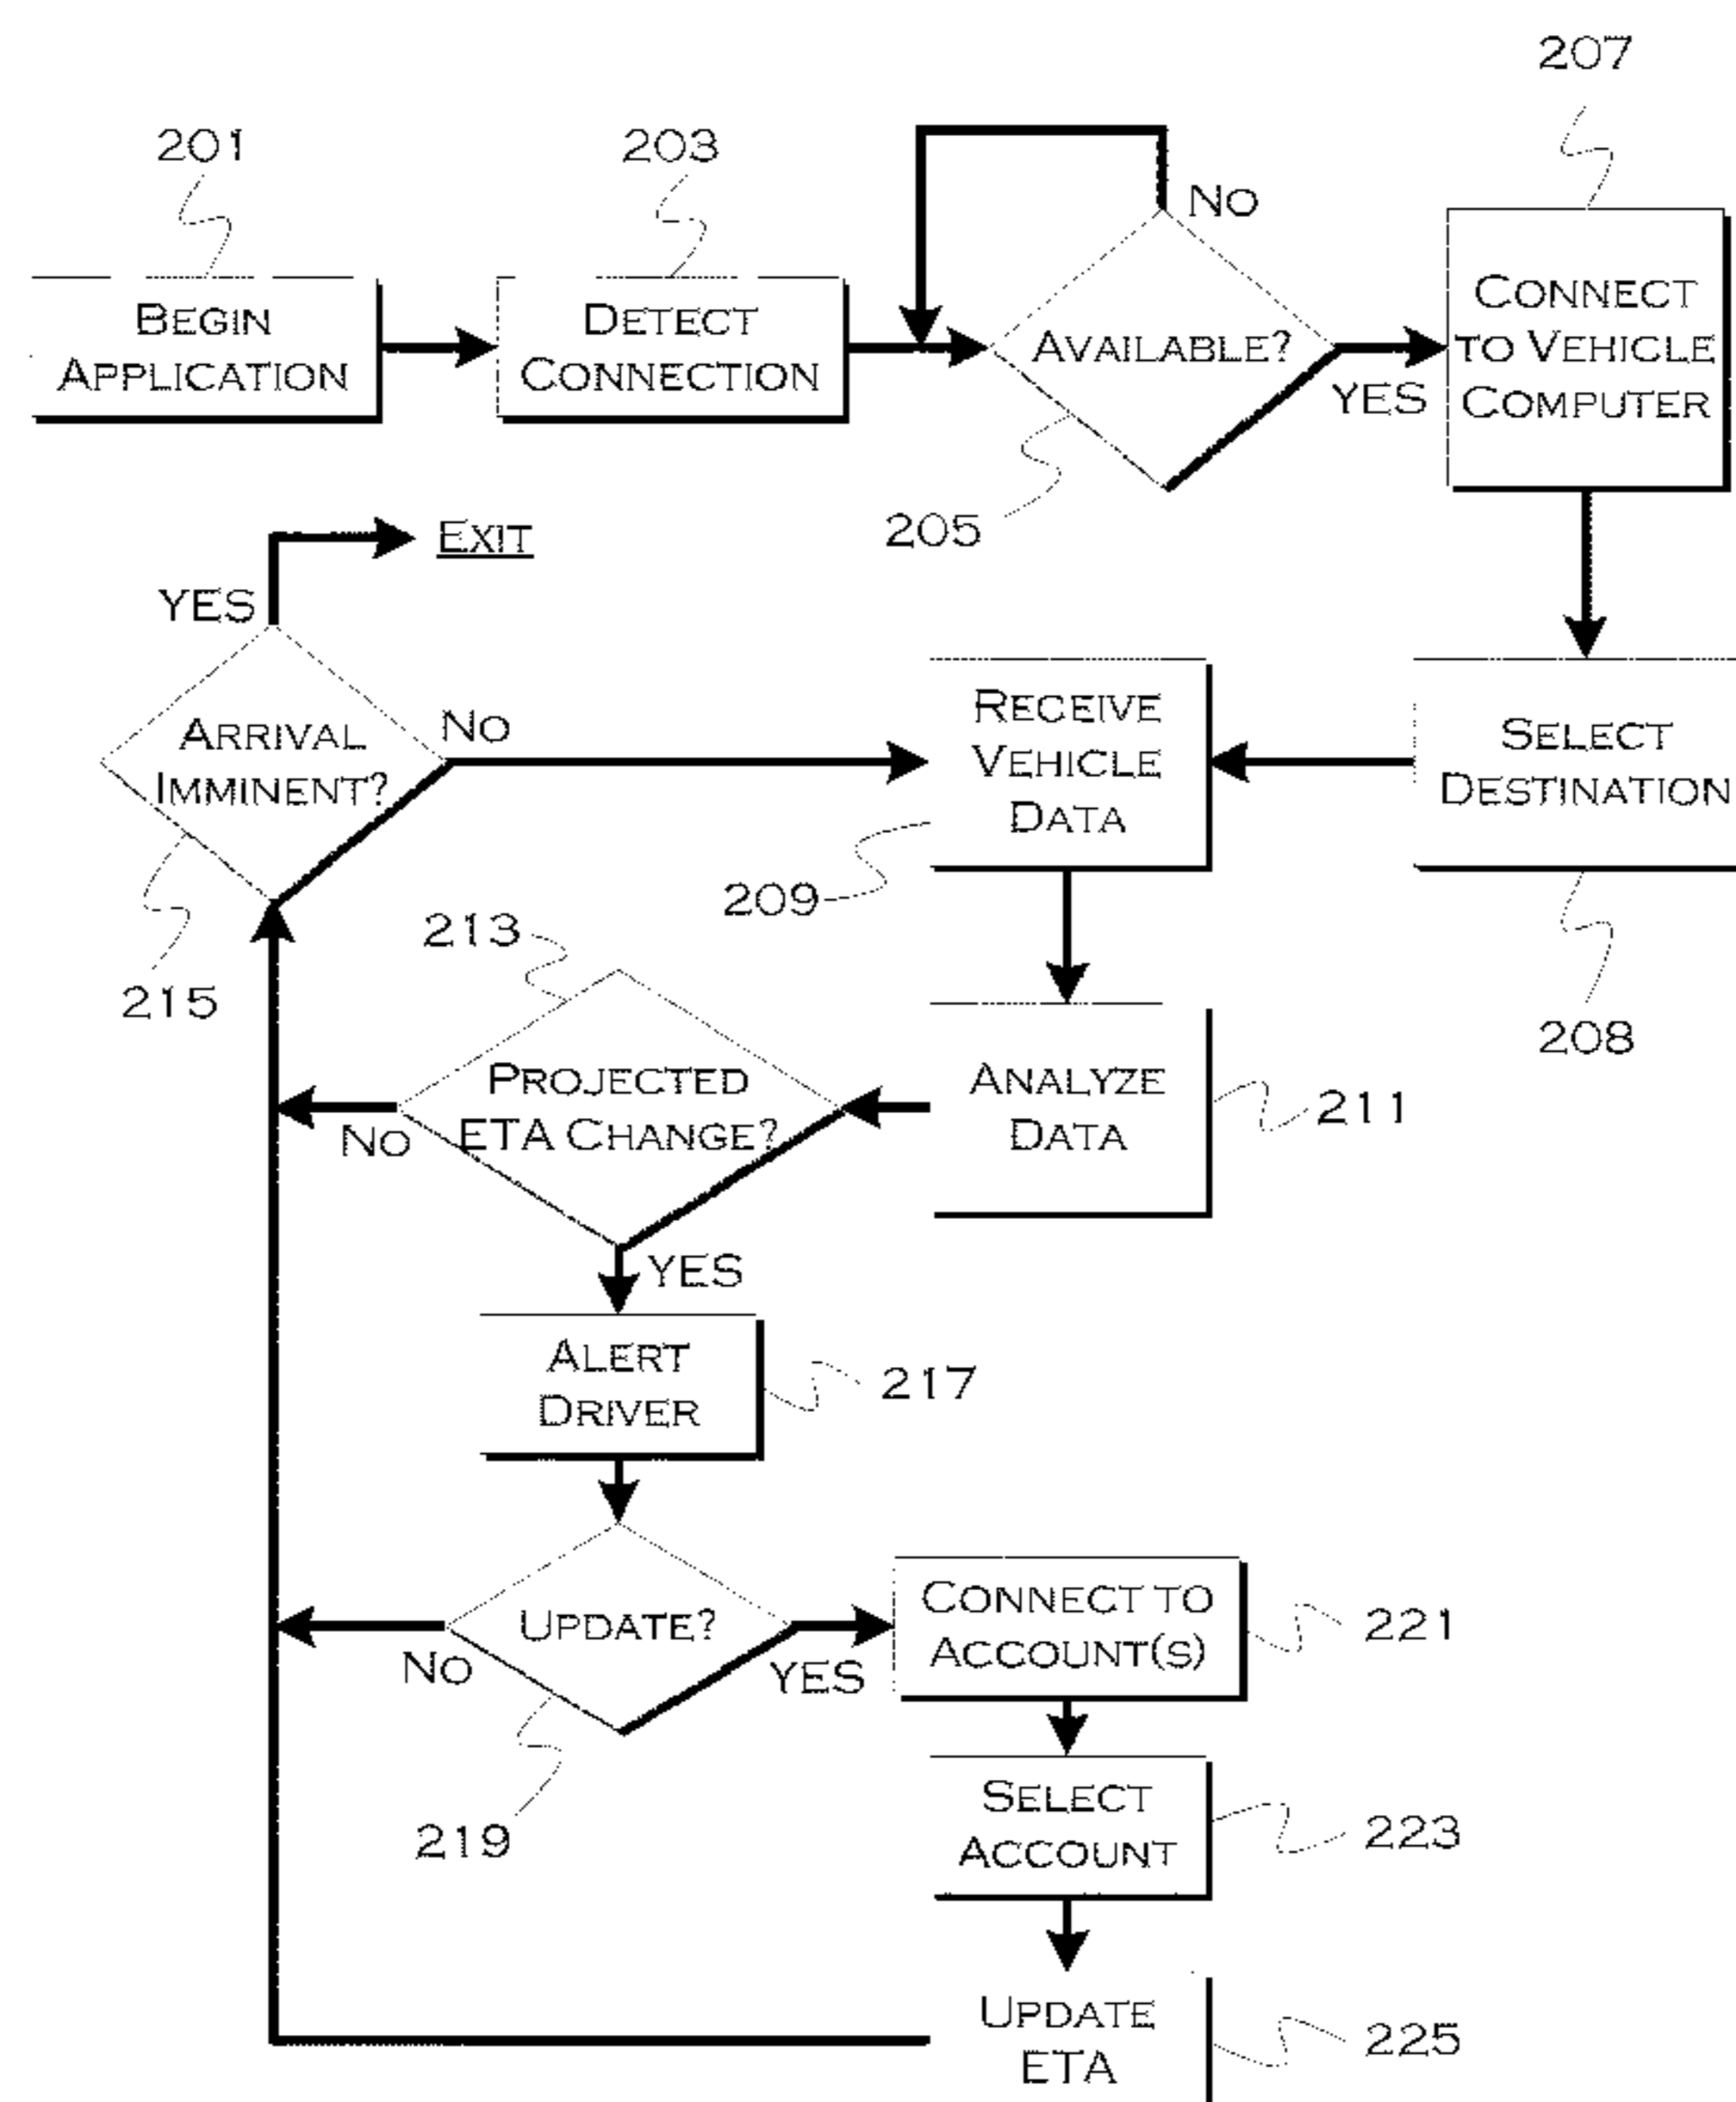 207
201
203
NO
BEGIN
APPLICATION
DETECT
CONNECTION
AVAILABLE?
YES
CONNECT
TO VEHICLE
COMPUTER
205
EXIT
YES
ARRIVAL
IMMINENT?
NO
RECEIVE
VEHICLE
DATA
SELECT
DESTINATION
209
213
215
208
PROJECTED
ETA CHANGE?
NO
ANALYZE
DATA
211
YES
ALERT
DRIVER
217
UPDATE?
NO
YES
CONNECT TO
ACCOUNT(S)
221
219
SELECT
ACCOUNT
223
UPDATE
ETA
225